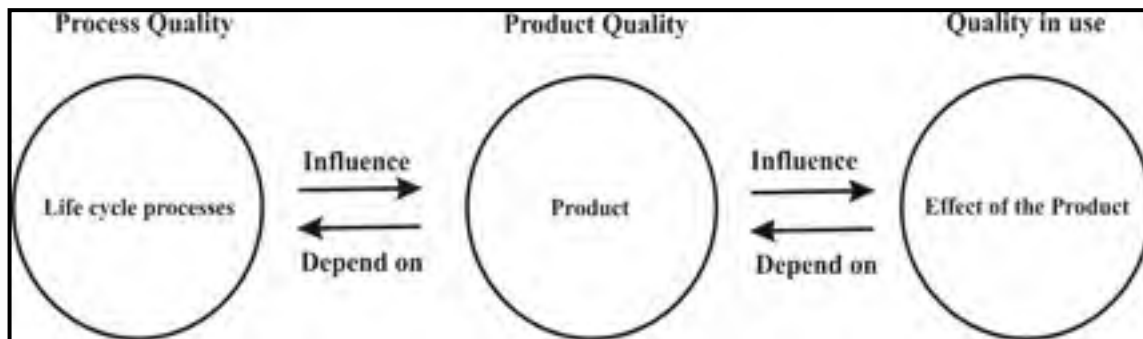 Process Quality
Product Quality
Quality in use
Influence
Influence
Life cycle processes
Product
Effect of the Product
Depend on
Depend on